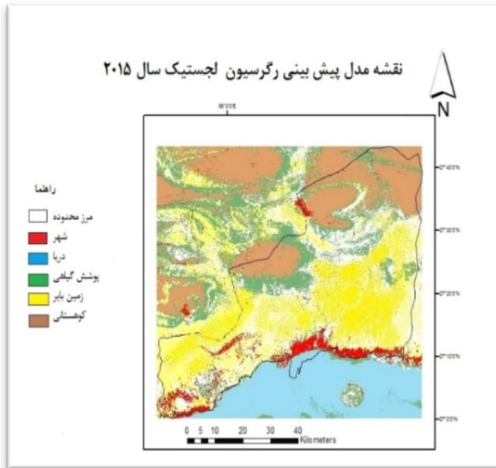 نقشه مدل پیش بینی رگرسیون لجستیک سال ۲۰۱۵
N
راهنما
مرز محدوده
شهر
دریا
پوشش گیاهی
زمین بایر
کوهستانی
0 5 10 20 30 40
Kilometers